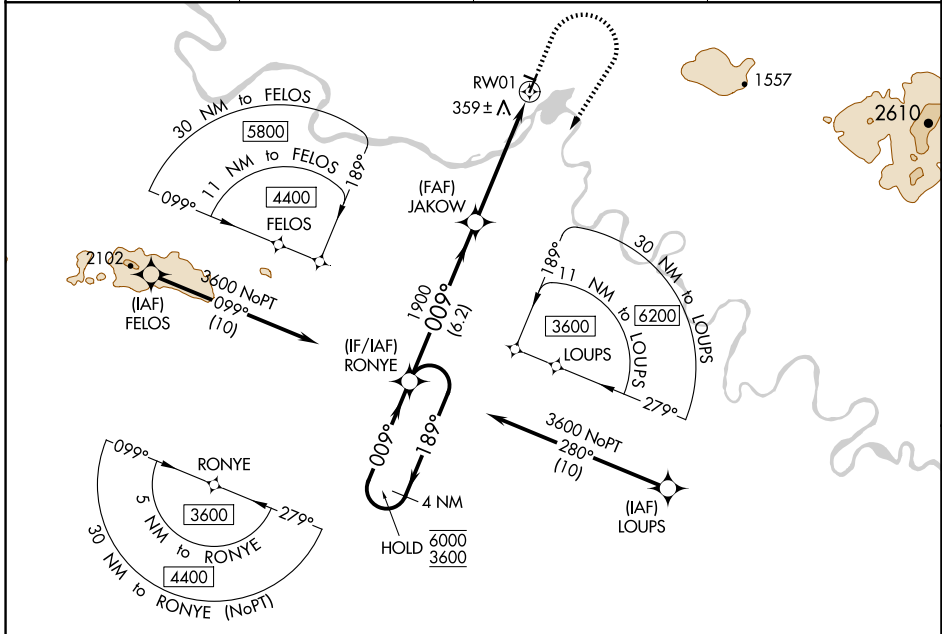 RW01
359±
1557
2610
30 NM to FELOS
5800
11 NM to FELOS
4400
099°
189°
FELOS
(FAF)
JAKOW
2102
(IAF)
FELOS
3600 NoPT
099°
(10)
1900
009°
(6.2)
(IF/IAF)
RONYE
189°
30 NM to LOUPS
6200
11 NM to LOUPS
3600
LOUPS
279°
3600 NoPT
280°
(10)
(IAF)
LOUPS
009°
189°
4 NM
HOLD
6000
3600
099°
RONYE
279°
3600
5 NM to RONYE
4400
30 NM to RONYE (NoPT)